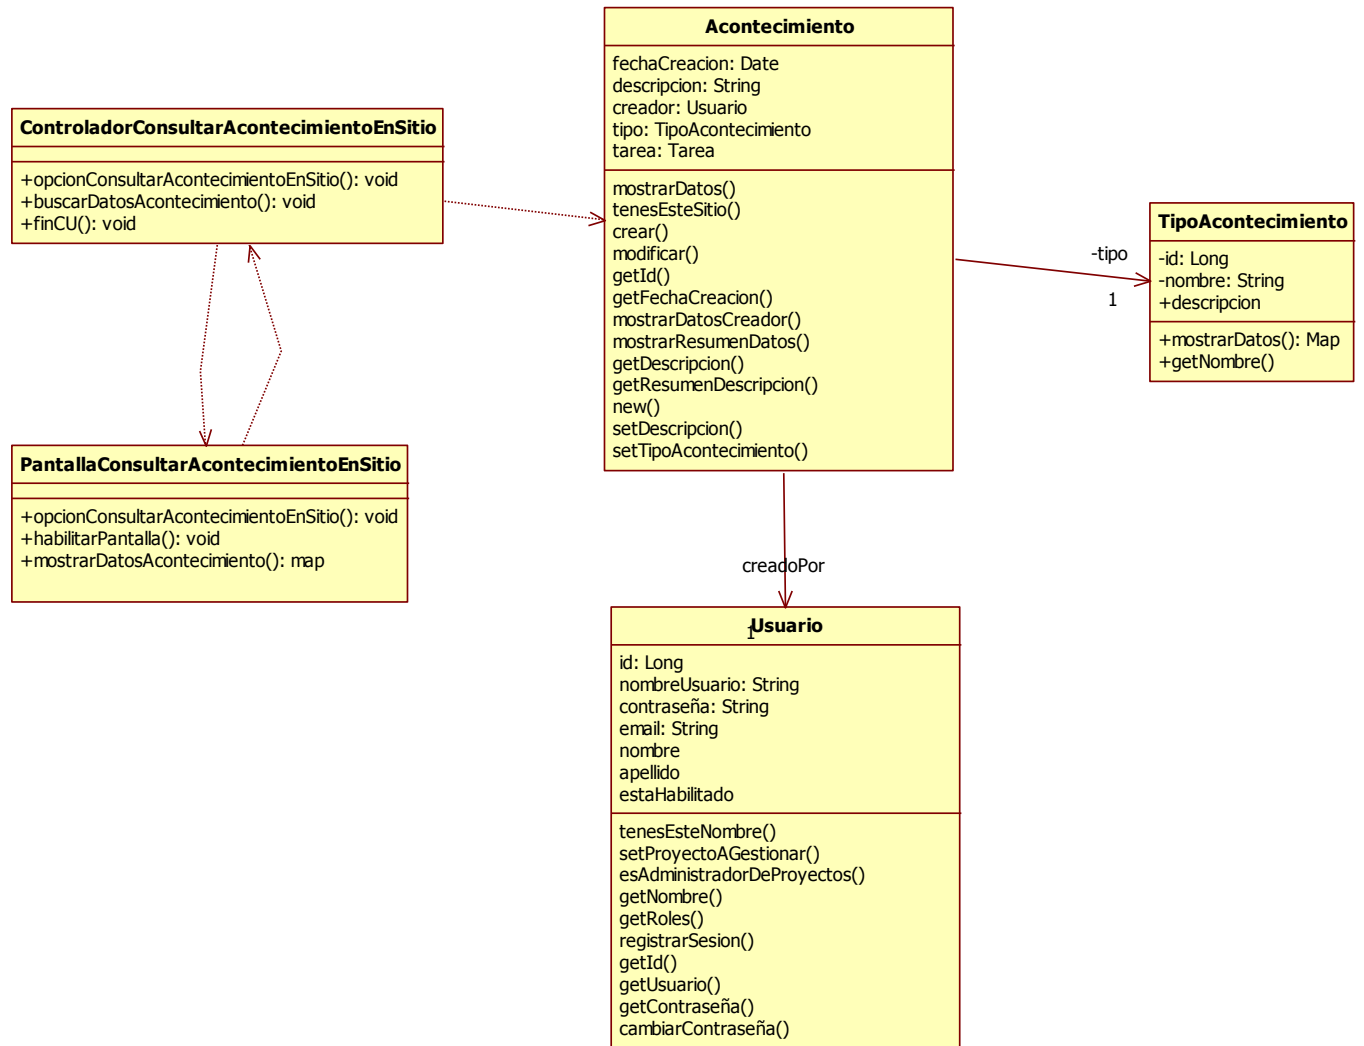 ControladorConsultarAcontecimientoEnSitio
+opcionConsultarAcontecimientoEnSitio(): void
+buscarDatosAcontecimiento(): void
+finCU(): void
PantallaConsultarAcontecimientoEnSitio
+opcionConsultarAcontecimientoEnSitio(): void
+habilitarPantalla(): void
+mostrarDatosAcontecimiento(): map
Acontecimiento
fechaCreacion: Date
descripcion: String
creador: Usuario
tipo: TipoAcontecimiento
tarea: Tarea
mostrarDatos()
tenesEsteSitio()
crear()
modificar()
getId()
getFechaCreacion()
mostrarDatosCreador()
mostrarResumenDatos()
getDescripcion()
getResumenDescripcion()
new()
setDescripcion()
setTipoAcontecimiento()
-tipo
1
TipoAcontecimiento
-id: Long
-nombre: String
+descripcion
+mostrarDatos(): Map
+getNombre()
creadoPor
1
Usuario
id: Long
nombreUsuario: String
contraseña: String
email: String
nombre
apellido
estaHabilitado
tenesEsteNombre()
setProyectoAGestionar()
esAdministradorDeProyectos()
getNombre()
getRoles()
registrarSesion()
getId()
getUsuario()
getContraseña()
cambiarContraseña()